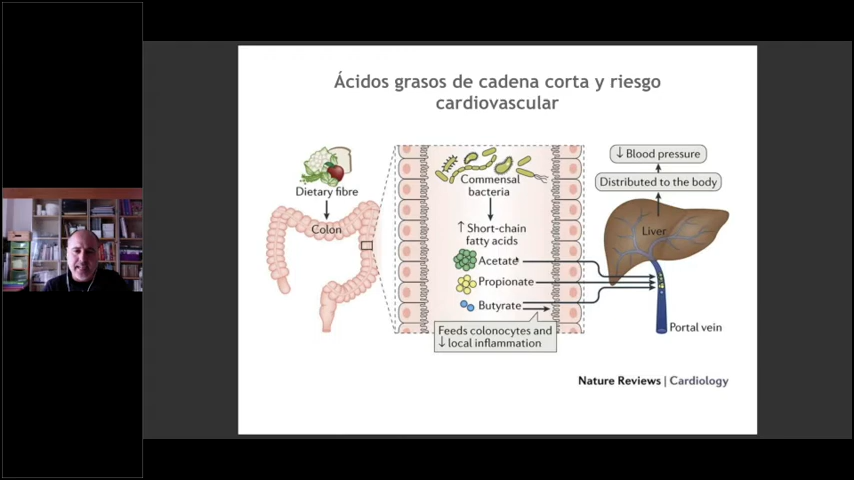 Ácidos grasos de cadena corta y riesgo
cardiovascular
Dietary fibre
Colon
Commensal
bacteria
↑ Short-chain
fatty acids
Acetate
Propionate
Butyrate
Feeds colonocytes and
↓ local inflammation
↓ Blood pressure
Distributed to the body
Liver
Portal vein
Nature Reviews | Cardiology